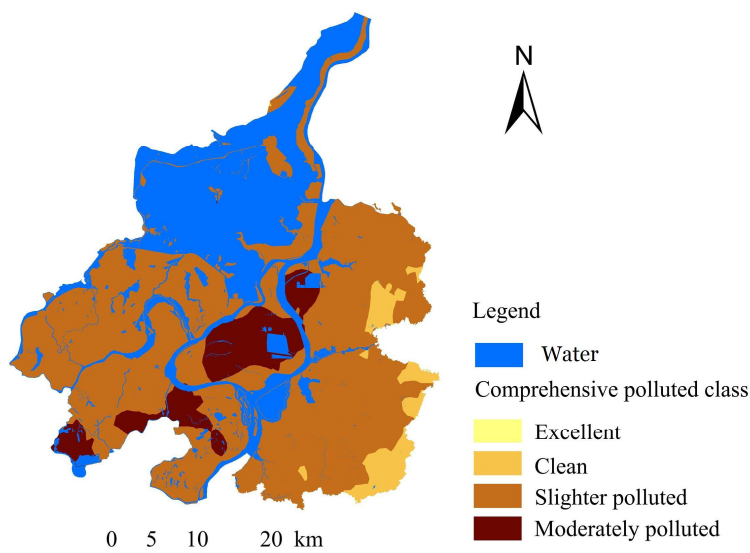 N
Legend
Water
Comprehensive polluted class
Excellent
Clean
Slighter polluted
Moderately polluted
0 5 10 20 km